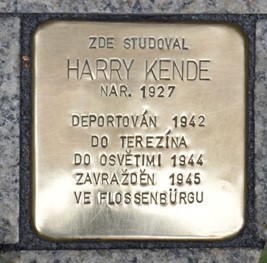 ZDE STUDOVAL
HARRY KENDE
NAR. 1927
DEPORTOVÁN 1942
DO TEREZÍNA
DO OSVĚTIMI 1944
ZAVRAŽDĚN 1945
VE FLOSSENBÜRGU